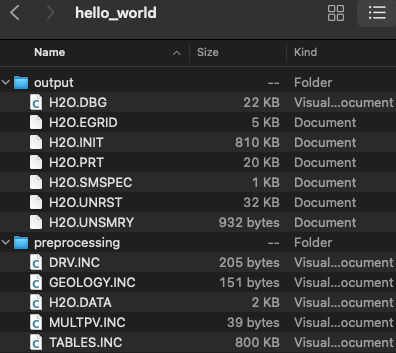 hello_world
Name Size Kind
output -- Folder
H2O.DBG 22 KB Visual...ocument
H2O.EGRID 5 KB Document
H2O.INIT 810 KB Document
H2O.PRT 20 KB Document
H2O.SMSPEC 1 KB Document
H2O.UNRST 32 KB Document
H2O.UNSMRY 932 bytes Document
preprocessing -- Folder
DRV.INC 205 bytes Visual...ocument
GEOLOGY.INC 151 bytes Visual...ocument
H2O.DATA 2 KB Visual...ocument
MULTPV.INC 39 bytes Visual...ocument
TABLES.INC 800 KB Visual...ocument